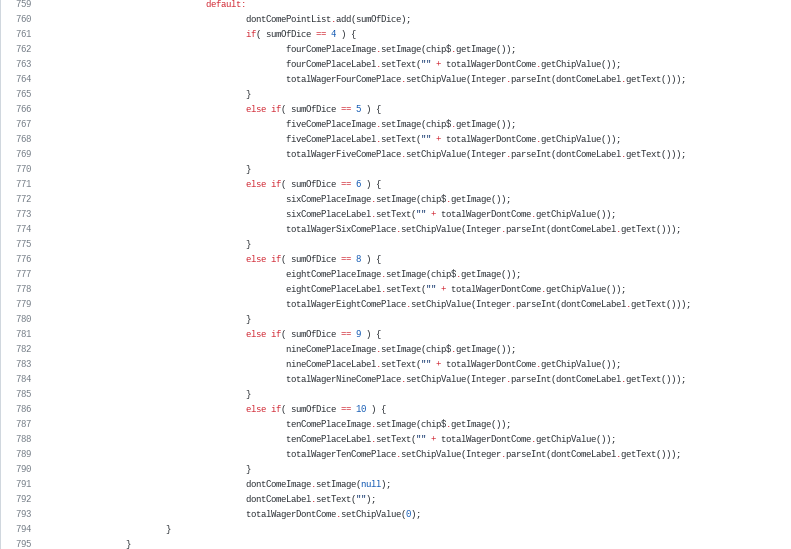 759 default:
760 dontComePointList.add(sumOfDice);
761 if( sumOfDice == 4 ) {
762 fourComePlaceImage.setImage(chip$.getImage());
763 fourComePlaceLabel.setText("" + totalWagerDontCome.getChipValue());
764 totalWagerFourComePlace.setChipValue(Integer.parseInt(dontComeLabel.getText()));
765 }
766 else if( sumOfDice == 5 ) {
767 fiveComePlaceImage.setImage(chip$.getImage());
768 fiveComePlaceLabel.setText("" + totalWagerDontCome.getChipValue());
769 totalWagerFiveComePlace.setChipValue(Integer.parseInt(dontComeLabel.getText()));
770 }
771 else if( sumOfDice == 6 ) {
772 sixComePlaceImage.setImage(chip$.getImage());
773 sixComePlaceLabel.setText("" + totalWagerDontCome.getChipValue());
774 totalWagerSixComePlace.setChipValue(Integer.parseInt(dontComeLabel.getText()));
775 }
776 else if( sumOfDice == 8 ) {
777 eightComePlaceImage.setImage(chip$.getImage());
778 eightComePlaceLabel.setText("" + totalWagerDontCome.getChipValue());
779 totalWagerEightComePlace.setChipValue(Integer.parseInt(dontComeLabel.getText()));
780 }
781 else if( sumOfDice == 9 ) {
782 nineComePlaceImage.setImage(chip$.getImage());
783 nineComePlaceLabel.setText("" + totalWagerDontCome.getChipValue());
784 totalWagerNineComePlace.setChipValue(Integer.parseInt(dontComeLabel.getText()));
785 }
786 else if( sumOfDice == 10 ) {
787 tenComePlaceImage.setImage(chip$.getImage());
788 tenComePlaceLabel.setText("" + totalWagerDontCome.getChipValue());
789 totalWagerTenComePlace.setChipValue(Integer.parseInt(dontComeLabel.getText()));
790 }
791 dontComeImage.setImage(null);
792 dontComeLabel.setText("");
793 totalWagerDontCome.setChipValue(0);
794 }
795 }